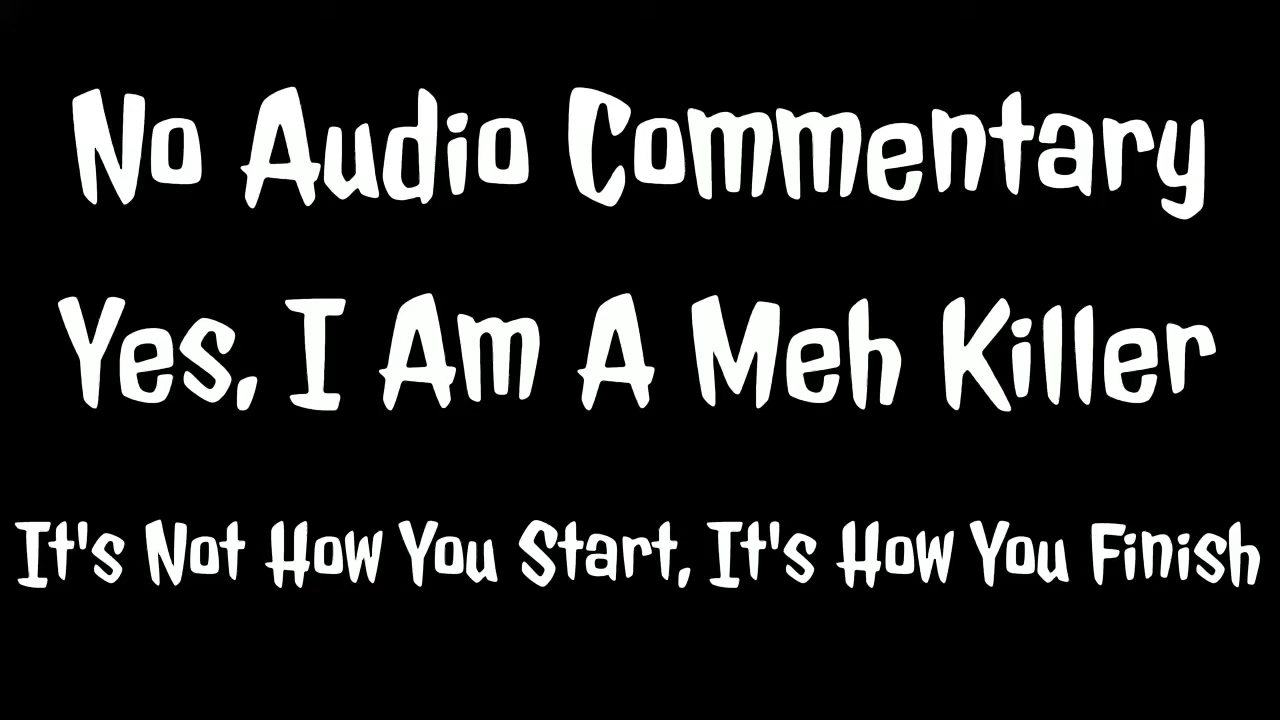 No Audio Commentary
Yes, I Am A Meh Killer
It's Not How You Start, It's How You Finish